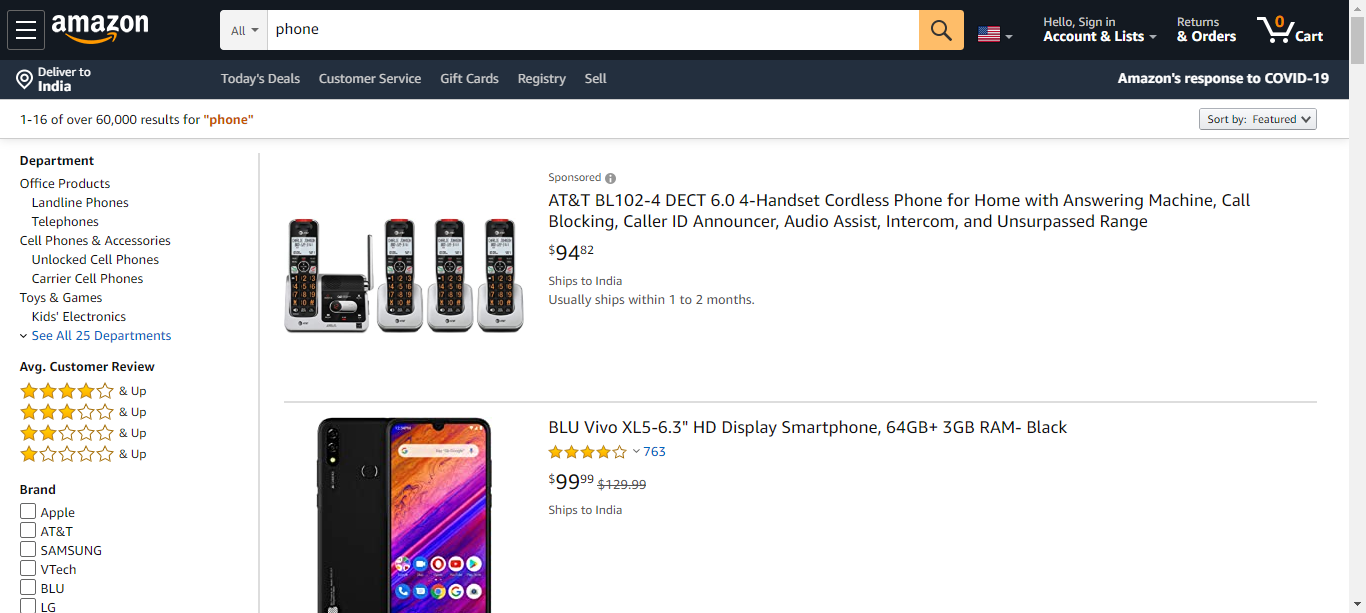 amazon
All
phone
Hello, Sign in
Account & Lists
Returns
& Orders
0
Cart
Deliver to
India
Today's Deals
Customer Service
Gift Cards
Registry
Sell
Amazon's response to COVID-19
1-16 of over 60,000 results for "phone"
Sort by: Featured
Department
Office Products
Landline Phones
Telephones
Cell Phones & Accessories
Unlocked Cell Phones
Carrier Cell Phones
Toys & Games
Kids' Electronics
See All 25 Departments
Avg. Customer Review
& Up
& Up
& Up
& Up
Brand
Apple
AT&T
SAMSUNG
VTech
BLU
LG
Sponsored
AT&T BL102-4 DECT 6.0 4-Handset Cordless Phone for Home with Answering Machine, Call
Blocking, Caller ID Announcer, Audio Assist, Intercom, and Unsurpassed Range
$9482
Ships to India
Usually ships within 1 to 2 months.
BLU Vivo XL5-6.3" HD Display Smartphone, 64GB+ 3GB RAM- Black
763
$9999 $129.99
Ships to India